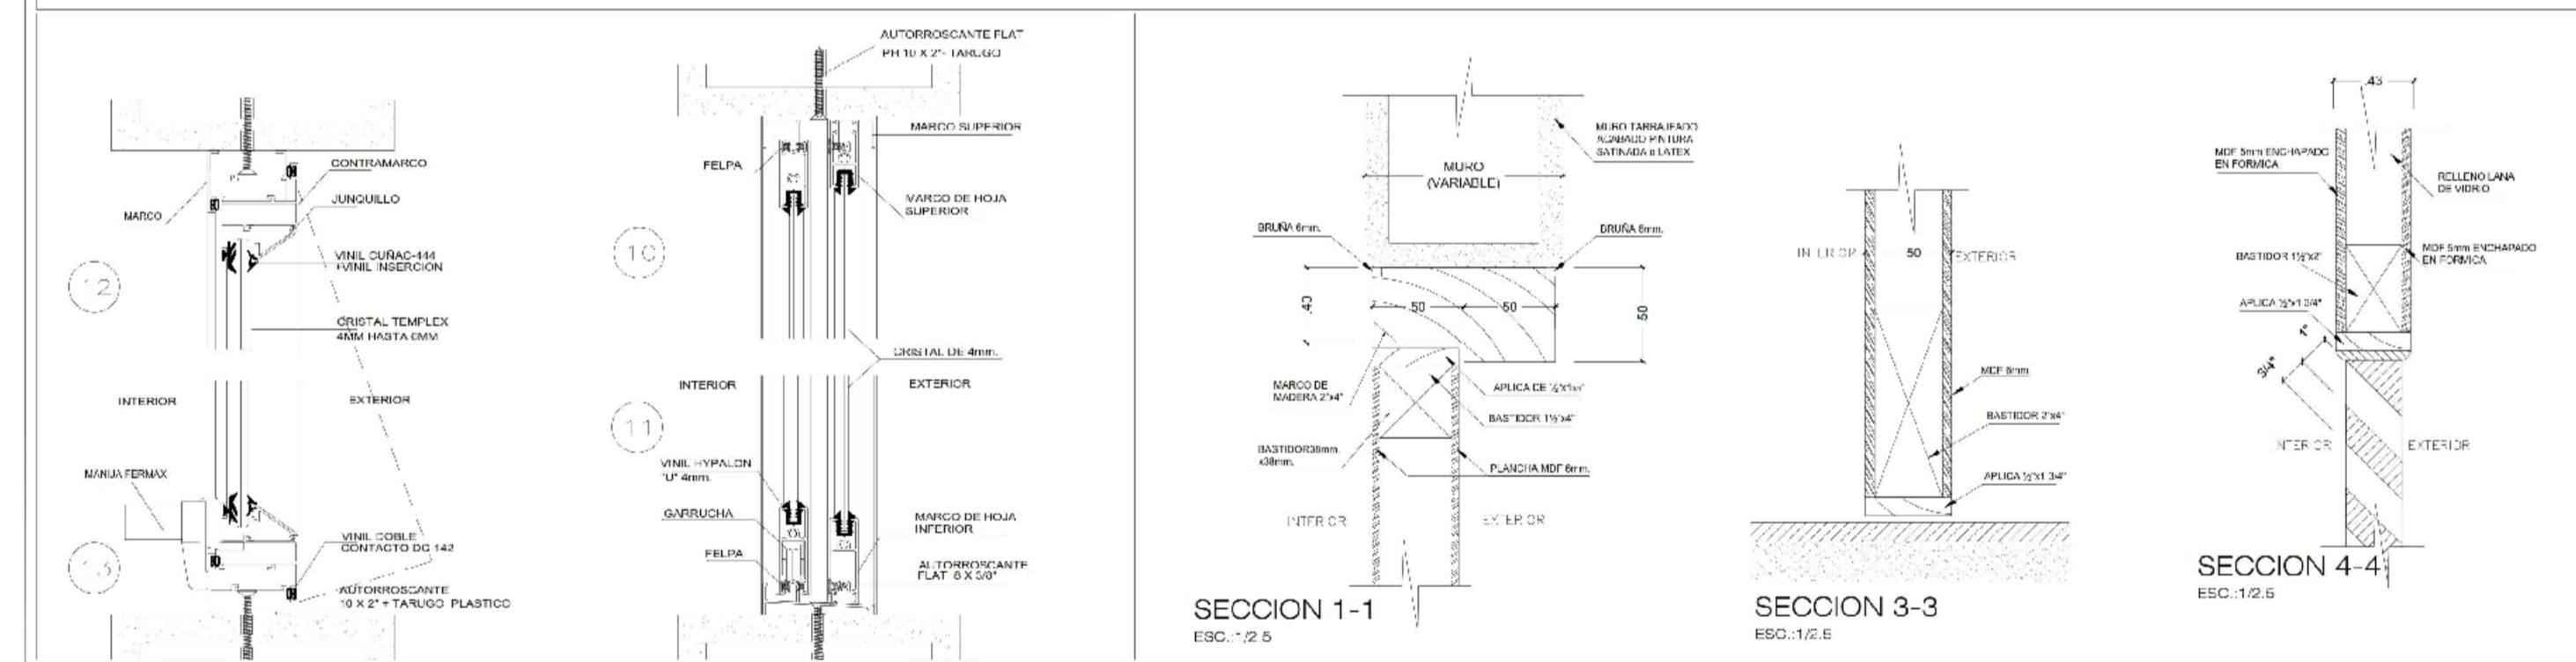 12
13
MARCO
CONTRAMARCO
JUNQUILLO
VINIL CUÑAC-444
+VINIL INSERCION
CRISTAL TEMPLEX
4MM HASTA 6MM
INTERIOR
EXTERIOR
MANIJA FERMAX
VINIL DOBLE
CONTACTO DC 142
AUTORROSCANTE
10 X 2" + TARUGO PLASTICO
10
11
AUTORROSCANTE FLAT
PH 10 X 2"- TARUGO
MARCO SUPERIOR
FELPA
MARCO DE HOJA
SUPERIOR
CRISTAL DE 4mm.
INTERIOR
EXTERIOR
VINIL HYPALON
"U" 4mm.
GARRUCHA
FELPA
MARCO DE HOJA
INFERIOR
AUTORROSCANTE
FLAT 8 X 3/8"
MURO
(VARIABLE)
MURO TARRAJEADO
ACABADO PINTURA
SATINADA o LATEX
BRUÑA 6mm.
BRUÑA 6mm.
.40
50
50
50
MARCO DE
MADERA 2"x4"
APLICA DE
BASTIDOR 1½"x4"
BASTIDOR38mm.
x38mm.
PLANCHA MDF 6mm.
INTERIOR
EXTERIOR
SECCION 1-1
ESC.:1/2.5
INTERIOR
50
EXTERIOR
MDF 6mm
BASTIDOR 2"x4"
APLICA ½"x1 3/4"
SECCION 3-3
ESC.:1/2.5
.43
MDF 5mm ENCHAPADO
EN FORMICA
RELLENO LANA
DE VIDRIO
BASTIDOR 1½"x2"
MDF 5mm ENCHAPADO
EN FORMICA
APLICA ½"x1 3/4"
1"
3/4"
INTERIOR
EXTERIOR
SECCION 4-4
ESC.:1/2.5